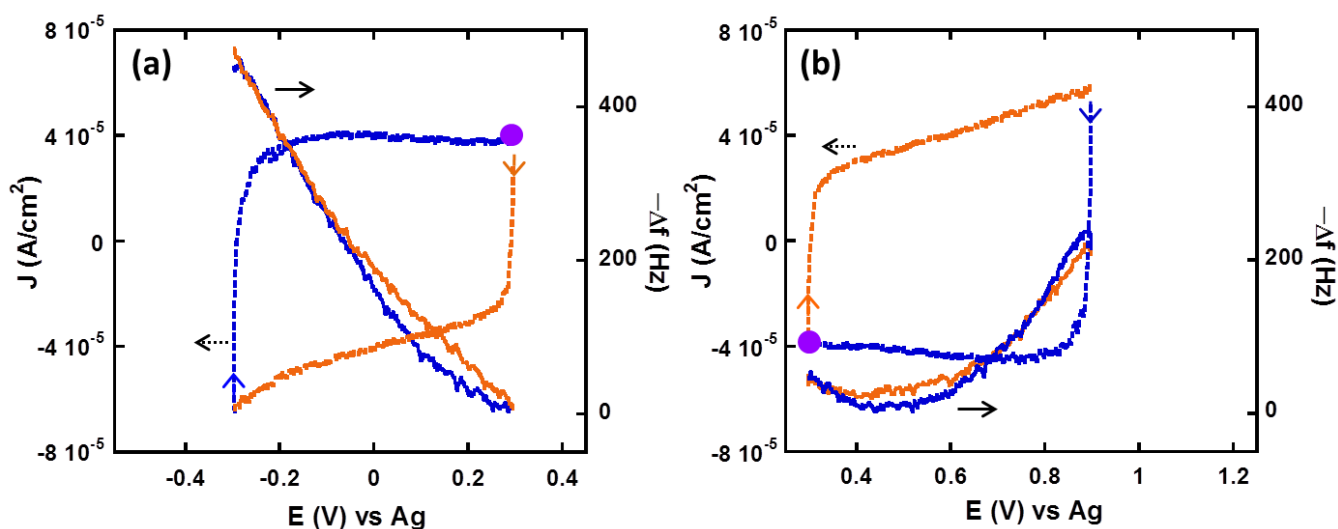 (a)
8 10⁻⁵
4 10⁻⁵
0
-4 10⁻⁵
-8 10⁻⁵
J (A/cm²)
400
200
0
−Δf (Hz)
-0.4 -0.2 0 0.2 0.4
E (V) vs Ag
(b)
8 10⁻⁵
4 10⁻⁵
0
-4 10⁻⁵
-8 10⁻⁵
J (A/cm²)
400
200
0
−Δf (Hz)
0.4 0.6 0.8 1 1.2
E (V) vs Ag